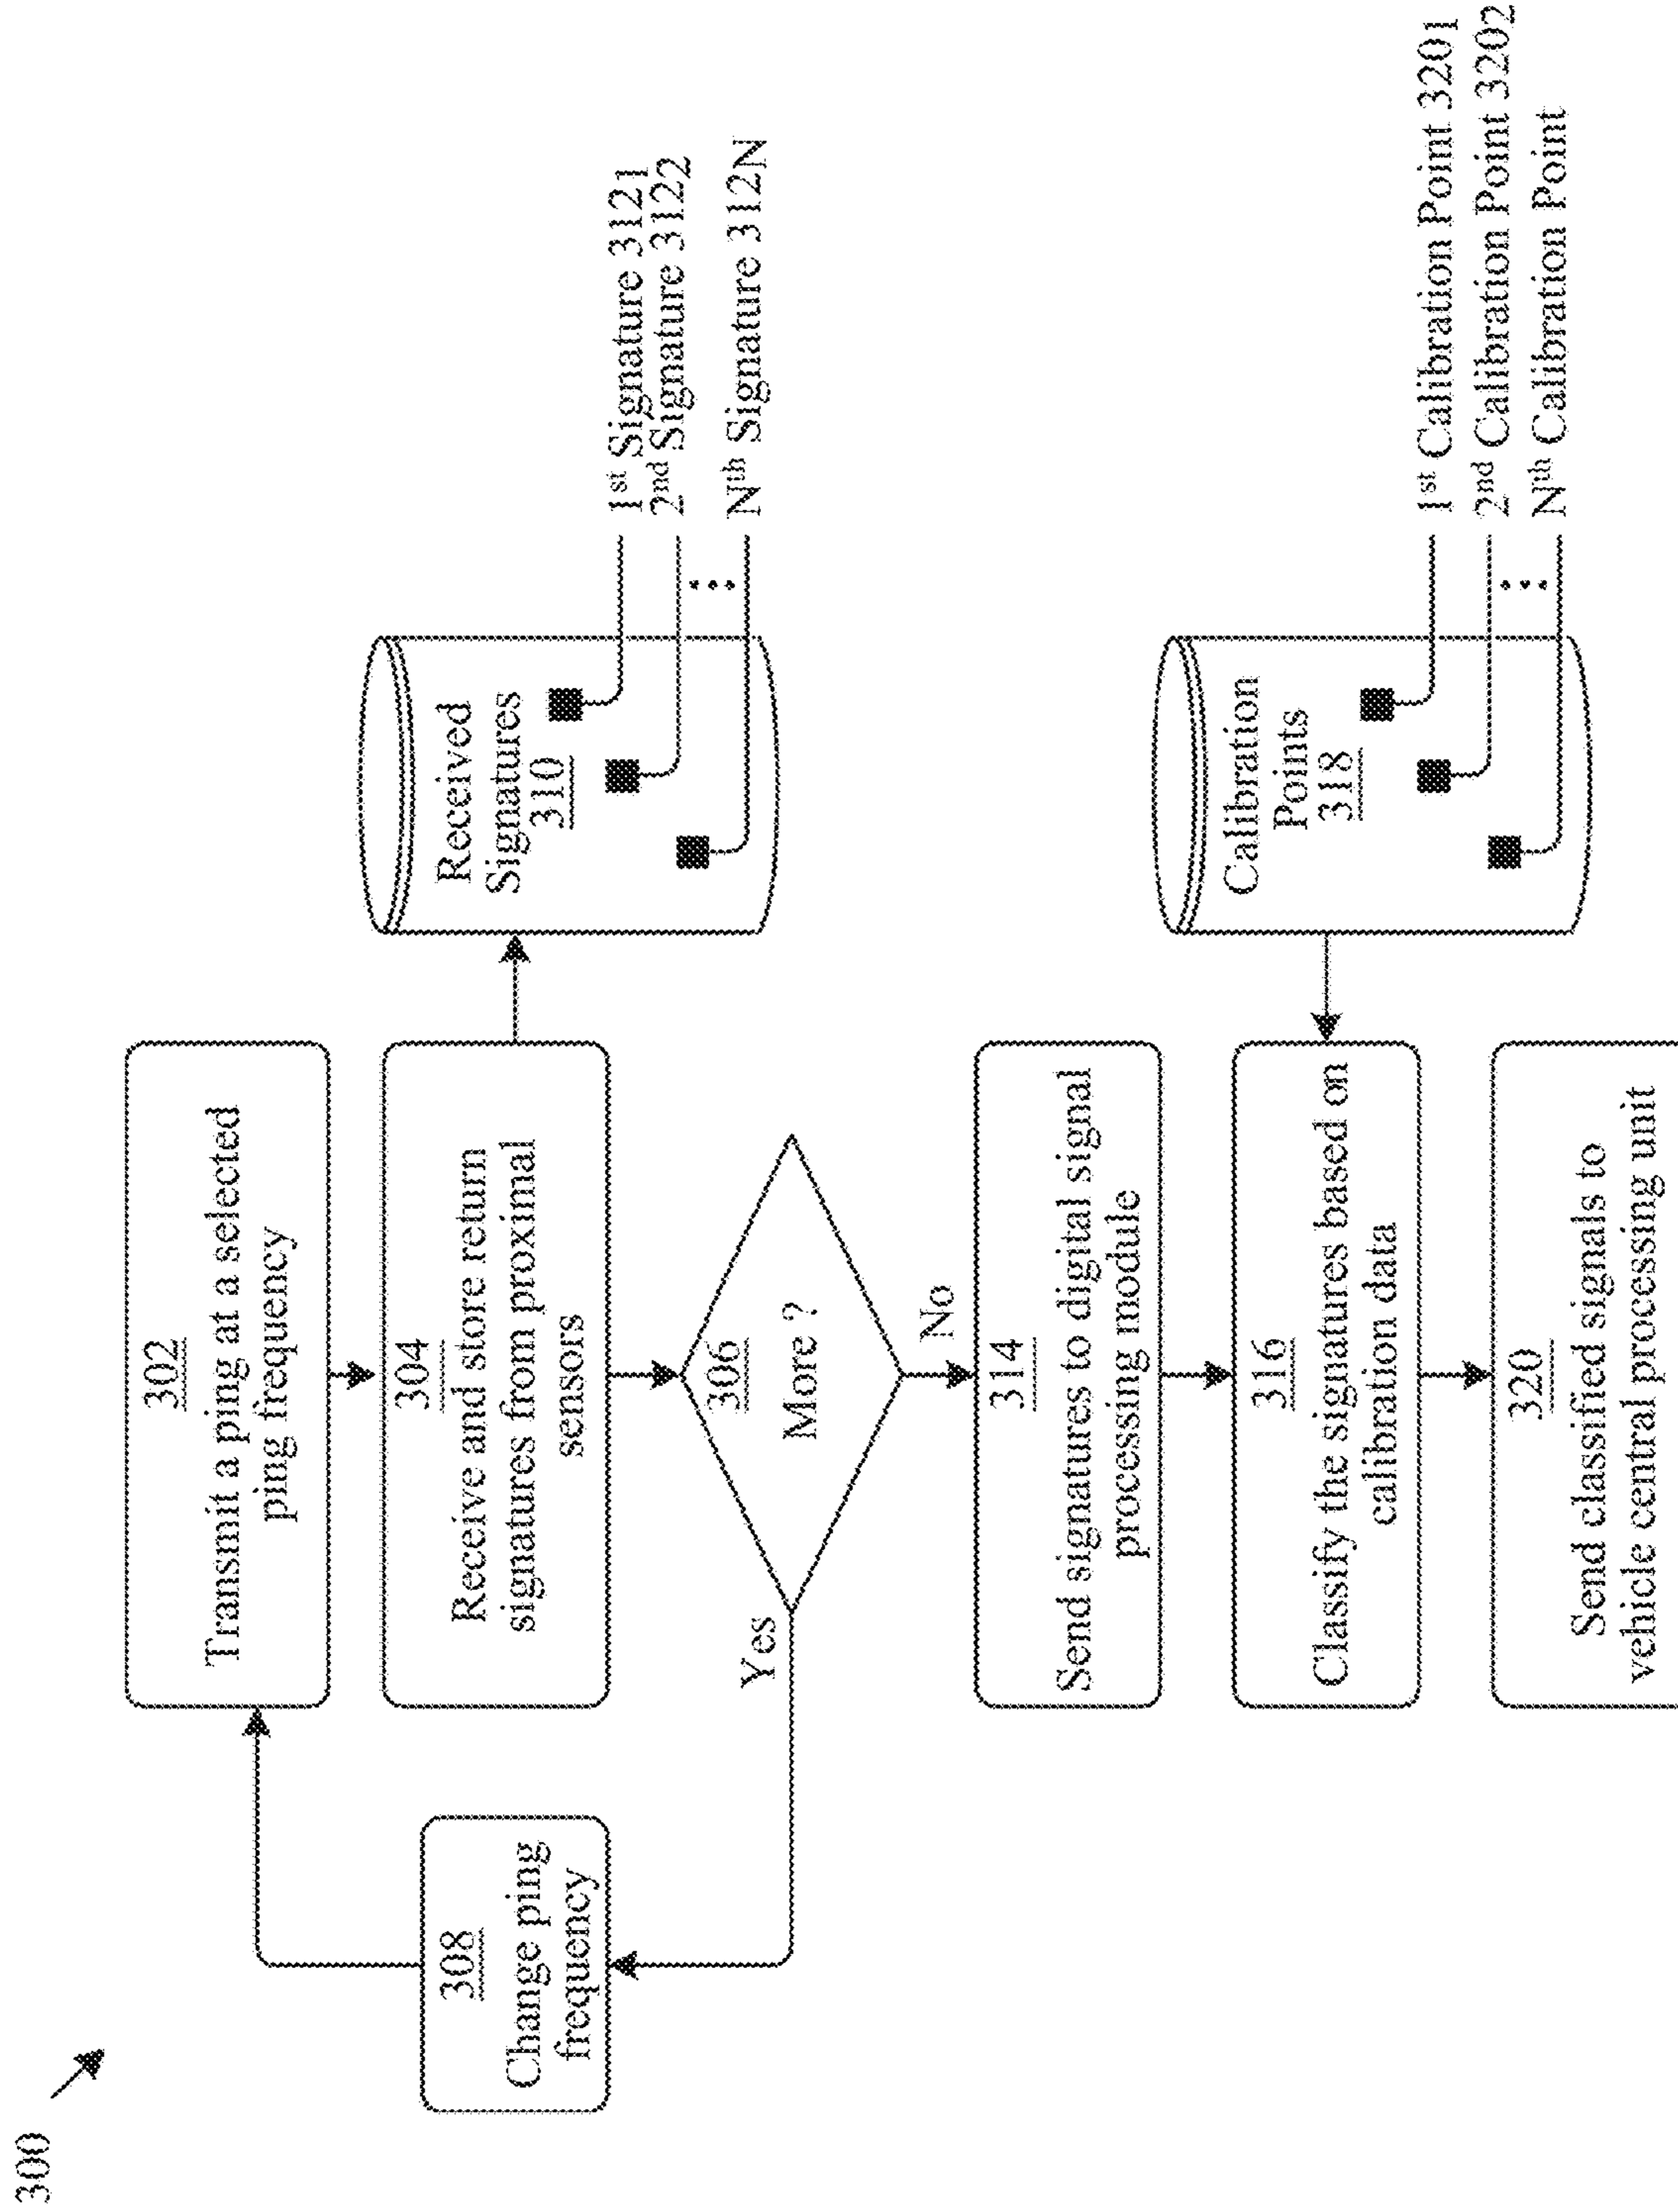 300
302
Transmit a ping at a selected
ping frequency
304
Receive and store return
signatures from proximal
sensors
Received
Signatures
310
1st Signature 312₁
2nd Signature 312₂
Nth Signature 312N
306
More ?
Yes
308
Change ping
frequency
No
314
Send signatures to digital signal
processing module
316
Classify the signatures based on
calibration data
Calibration
Points
318
1st Calibration Point 320₁
2nd Calibration Point 320₂
Nth Calibration Point
320
Send classified signals to
vehicle central processing unit